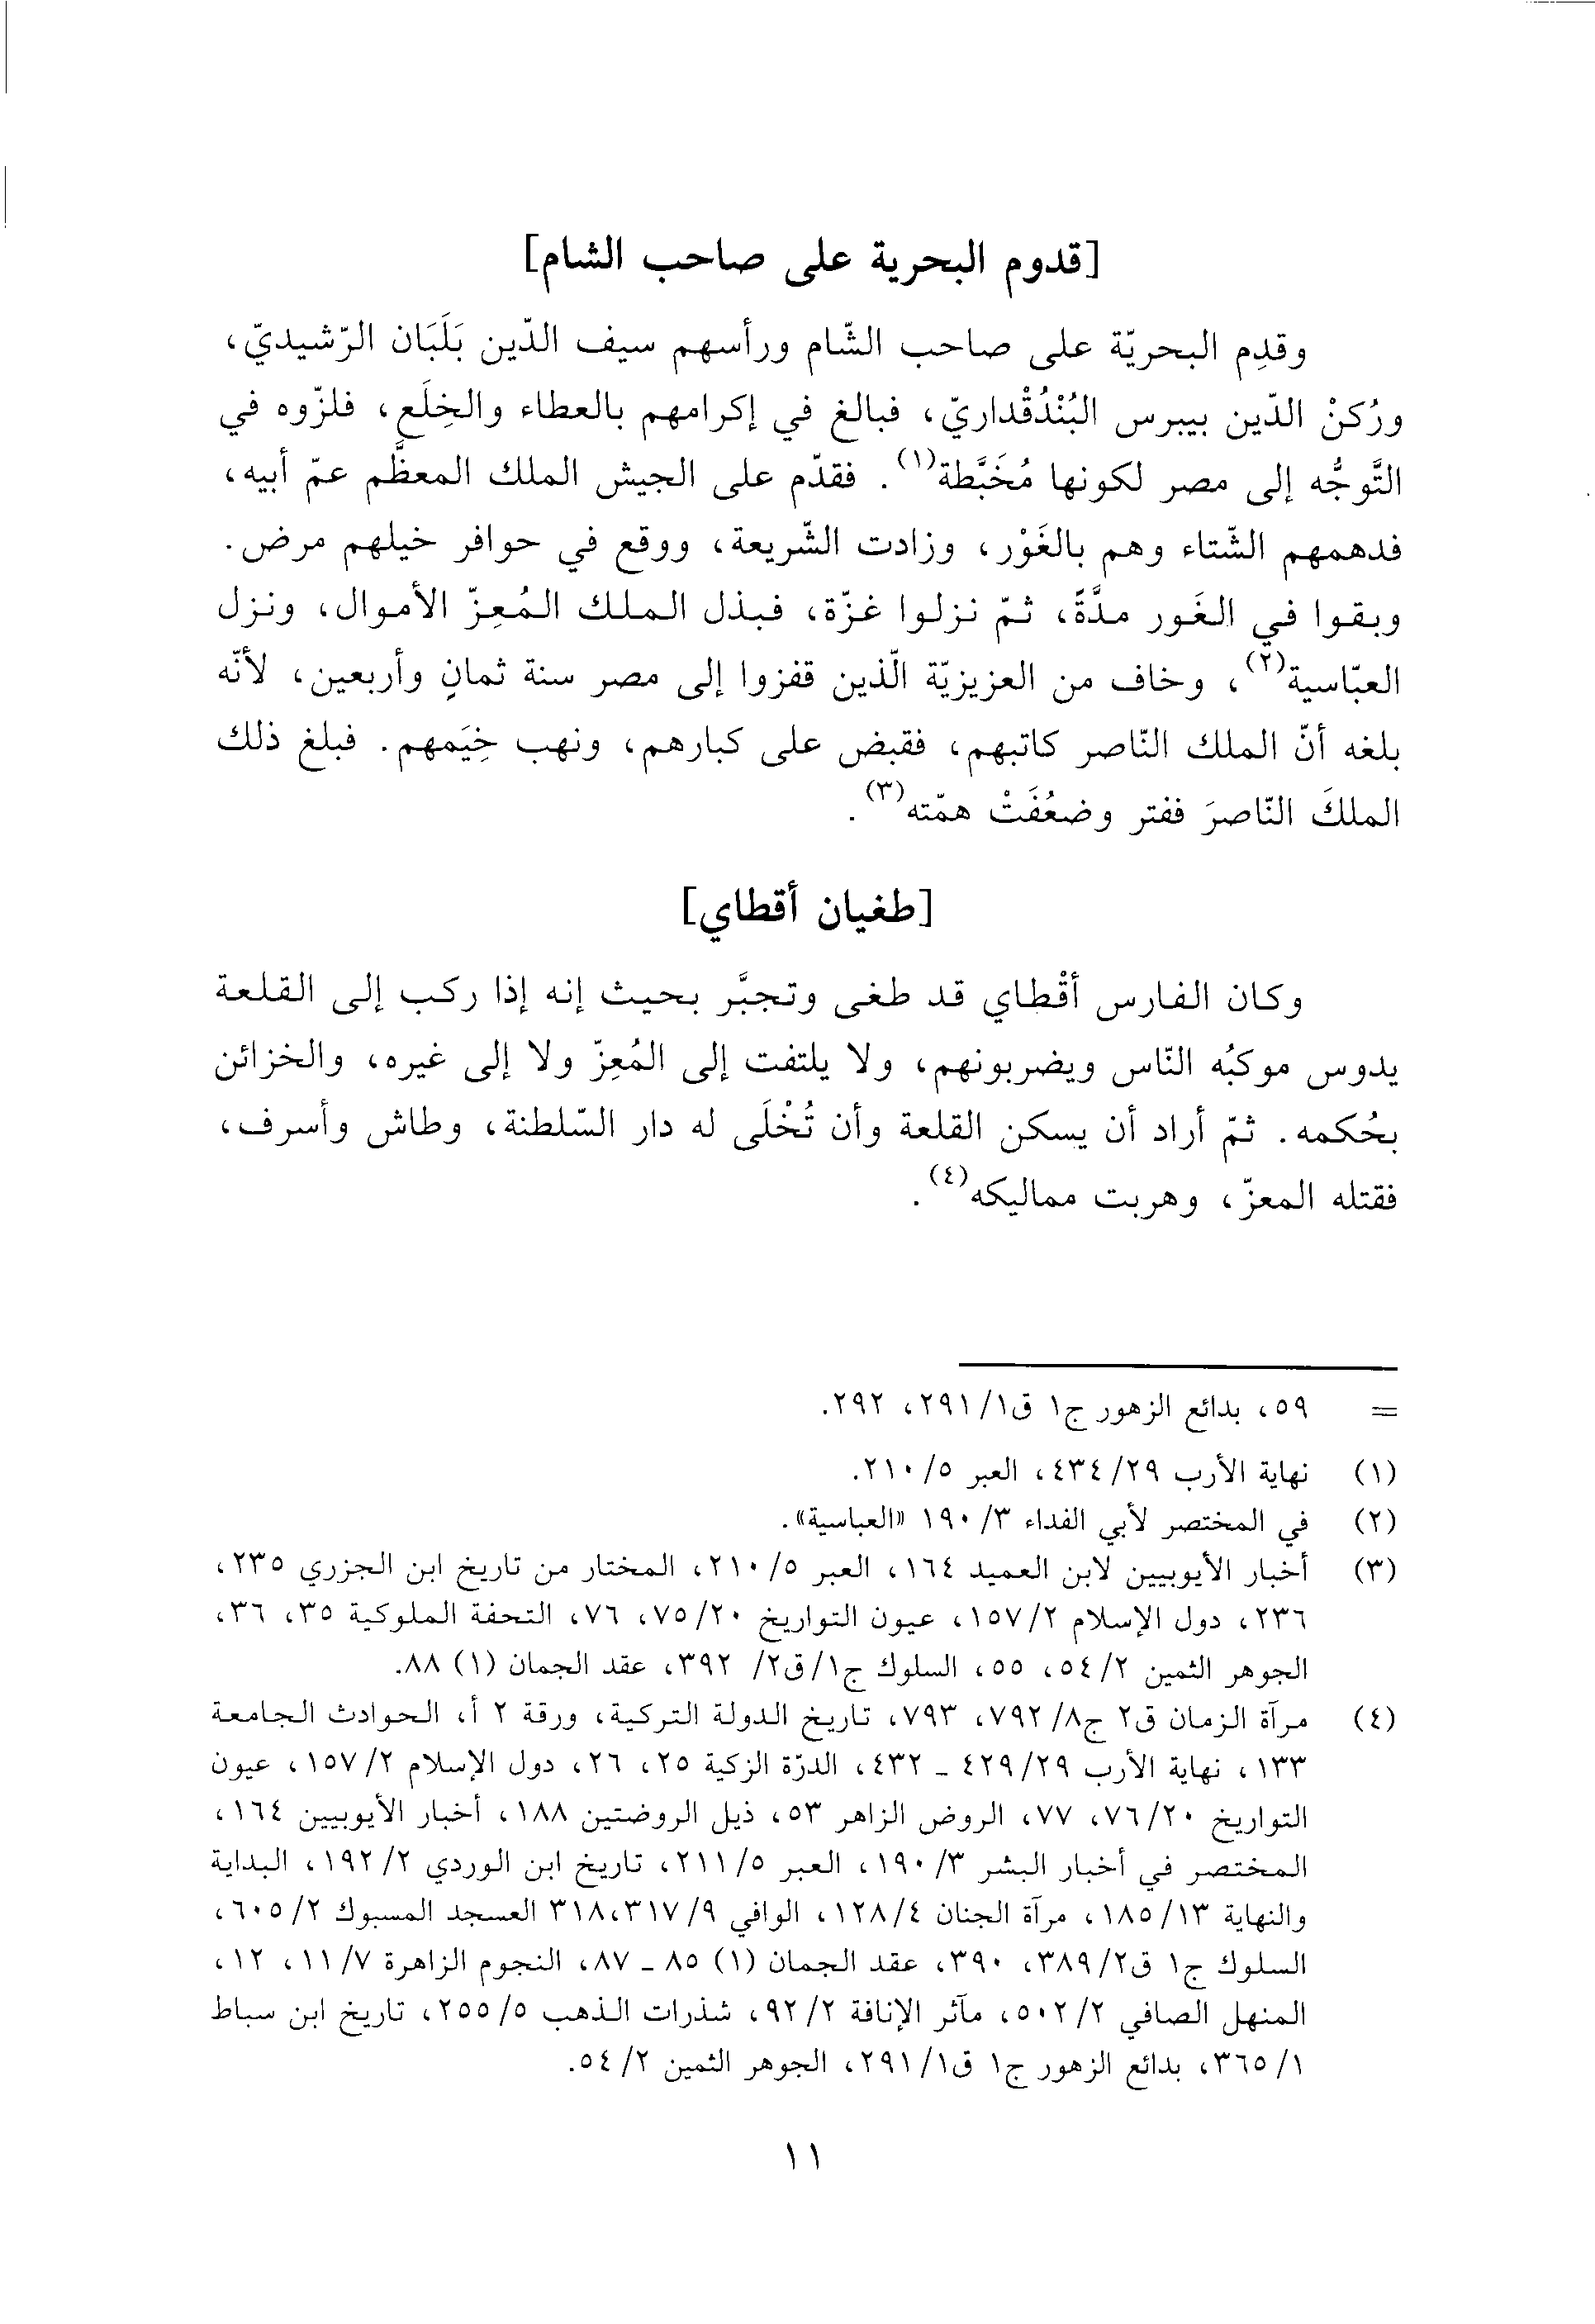 [قدوم البحرية على صاحب الشام]
وقدِم البحريّة على صاحب الشّام ورأسهم سيف الدّين بَلَبَان الرّشيديّ،
ورُكنْ الدّين بيبرس البُنْدُقْداريّ، فبالغ في إكرامهم بالعطاء والخِلَع، فلزّوه في
التَّوجُّه إلى مصر لكونها مُخَبَّطة(١). فقدّم على الجيش الملك المعظَّم عمّ أبيه،
فدهمهم الشّتاء وهم بالغَوْر، وزادت الشّريعة، ووقع في حوافر خيلهم مرض.
وبقوا في الغَور مدَّةً، ثمّ نزلوا غزّة، فبذل الملك المُعِزّ الأموال، ونزل
العبّاسية(٢)، وخاف من العزيزيّة الّذين قفزوا إلى مصر سنة ثمانٍ وأربعين، لأنّه
بلغه أنّ الملك النّاصر كاتبهم، فقبض على كبارهم، ونهب خِيَمهم. فبلغ ذلك
الملكَ النّاصرَ ففتر وضعُفَتْ همّته(٣).
[طغيان أقطاي]
وكان الفارس أقْطاي قد طغى وتجبَّر بحيث إنه إذا ركب إلى القلعة
يدوس موكبُه النّاس ويضربونهم، ولا يلتفت إلى المُعِزّ ولا إلى غيره، والخزائن
بحُكمه. ثمّ أراد أن يسكن القلعة وأن تُخْلَى له دار السّلطنة، وطاش وأسرف،
فقتله المعزّ، وهربت مماليكه(٤).
= ٥٩، بدائع الزهور ج١ ق١/ ٢٩١، ٢٩٢.
(١) نهاية الأرب ٢٩/ ٤٣٤، العبر ٥/ ٢١٠.
(٢) في المختصر لأبي الفداء ٣/ ١٩٠ «العباسية».
(٣) أخبار الأيوبيين لابن العميد ١٦٤، العبر ٥/ ٢١٠، المختار من تاريخ ابن الجزري ٢٣٥،
٢٣٦، دول الإسلام ٢/ ١٥٧، عيون التواريخ ٢٠/ ٧٥، ٧٦، التحفة الملوكية ٣٥، ٣٦،
الجوهر الثمين ٢/ ٥٤، ٥٥، السلوك ج١/ ق٢/ ٣٩٢، عقد الجمان (١) ٨٨.
(٤) مرآة الزمان ق٢ ج٨/ ٧٩٢، ٧٩٣، تاريخ الدولة التركية، ورقة ٢ أ، الحوادث الجامعة
١٣٣، نهاية الأرب ٢٩/ ٤٢٩ ـ ٤٣٢، الدرّة الزكية ٢٥، ٢٦، دول الإسلام ٢/ ١٥٧، عيون
التواريخ ٢٠/ ٧٦، ٧٧، الروض الزاهر ٥٣، ذيل الروضتين ١٨٨، أخبار الأيوبيين ١٦٤،
المختصر في أخبار البشر ٣/ ١٩٠، العبر ٥/ ٢١١، تاريخ ابن الوردي ٢/ ١٩٢، البداية
والنهاية ١٣/ ١٨٥، مرآة الجنان ٤/ ١٢٨، الوافي ٩/ ٣١٧،٣١٨ العسجد المسبوك ٢/ ٦٠٥،
السلوك ج١ ق٢/ ٣٨٩، ٣٩٠، عقد الجمان (١) ٨٥ ـ ٨٧، النجوم الزاهرة ٧/ ١١، ١٢،
المنهل الصافي ٢/ ٥٠٢، مآثر الإنافة ٢/ ٩٢، شذرات الذهب ٥/ ٢٥٥، تاريخ ابن سباط
١/ ٣٦٥، بدائع الزهور ج١ ق١/ ٢٩١، الجوهر الثمين ٢/ ٥٤.
١١